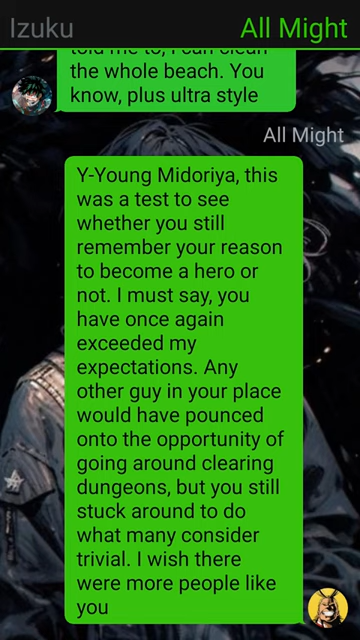 Izuku
All Might
told me to, I can clean
the whole beach. You
know, plus ultra style
All Might
Y-Young Midoriya, this
was a test to see
whether you still
remember your reason
to become a hero or
not. I must say, you
have once again
exceeded my
expectations. Any
other guy in your place
would have pounced
onto the opportunity of
going around clearing
dungeons, but you still
stuck around to do
what many consider
trivial. I wish there
were more people like
you